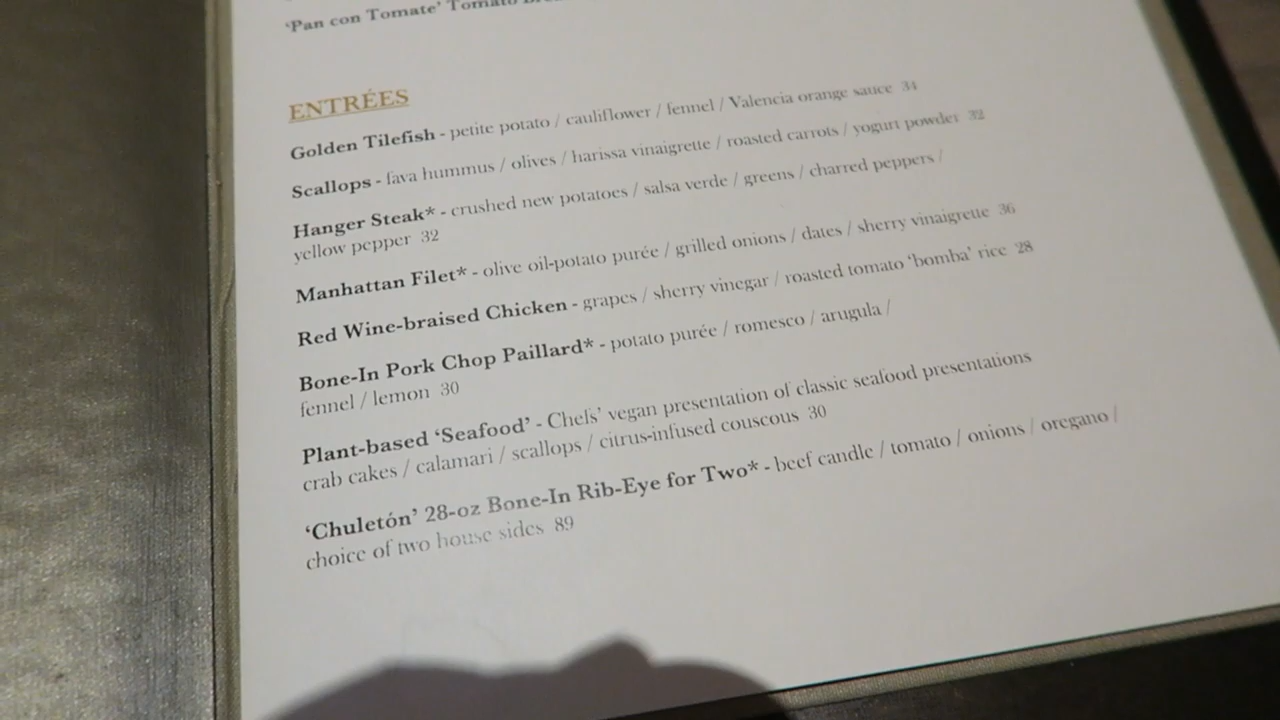 ‘Pan con Tomate’ Tomato
ENTRÉES
Golden Tilefish - petite potato / cauliflower / fennel / Valencia orange sauce 34
Scallops - fava hummus / olives / harissa vinaigrette / roasted carrots / yogurt powder 32
Hanger Steak* - crushed new potatoes / salsa verde / greens / charred peppers /
yellow pepper 32
Manhattan Filet* - olive oil-potato purée / grilled onions / dates / sherry vinaigrette 36
Red Wine-braised Chicken - grapes / sherry vinegar / roasted tomato ‘bomba’ rice 28
Bone-In Pork Chop Paillard* - potato purée / romesco / arugula /
fennel / lemon 30
Plant-based ‘Seafood’ - Chefs’ vegan presentation of classic seafood presentations
crab cakes / calamari / scallops / citrus-infused couscous 30
‘Chuletón’ 28-oz Bone-In Rib-Eye for Two* - beef candle / tomato / onions / oregano /
choice of two house sides 89